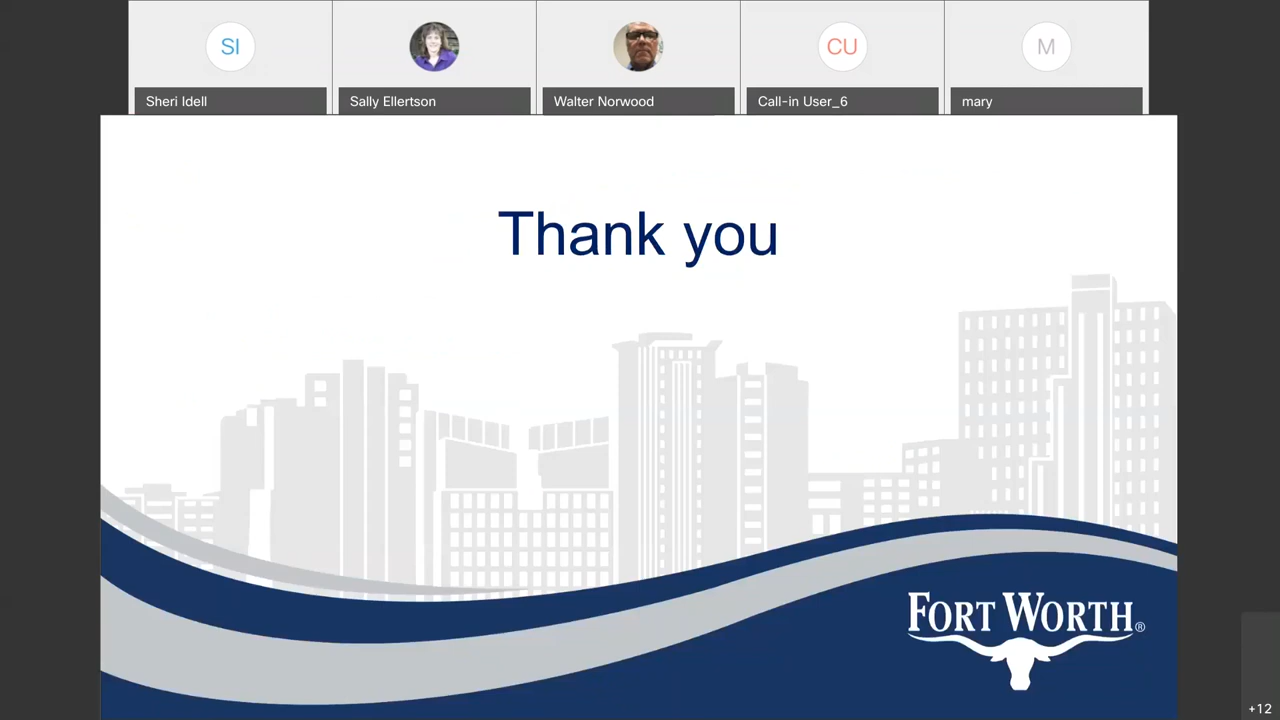 SI
CU
M
Sheri Idell
Sally Ellertson
Walter Norwood
Call-in User_6
mary
Thank you
FORT WORTH®
+12